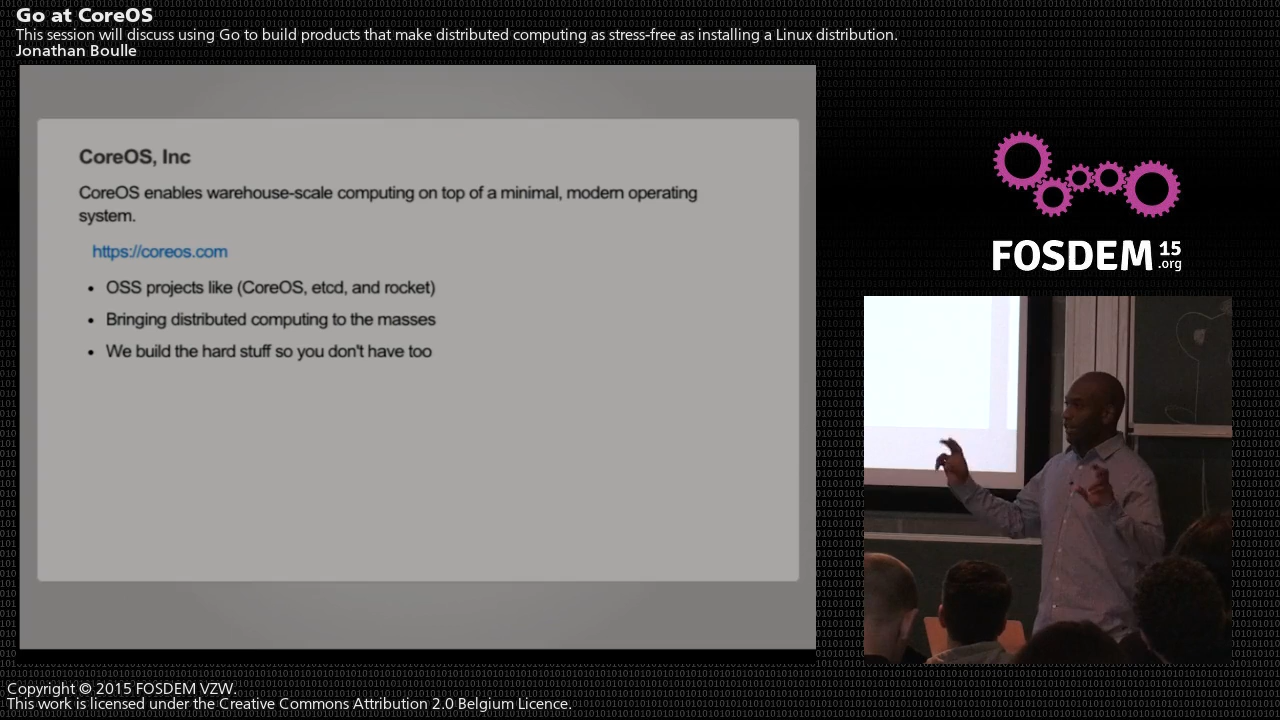 Go at CoreOS
This session will discuss using Go to build products that make distributed computing as stress-free as installing a Linux distribution.
Jonathan Boulle
CoreOS, Inc
CoreOS enables warehouse-scale computing on top of a minimal, modern operating
system.
https://coreos.com
• OSS projects like (CoreOS, etcd, and rocket)
• Bringing distributed computing to the masses
• We build the hard stuff so you don't have too
FOSDEM 15
.org
Copyright © 2015 FOSDEM VZW.
This work is licensed under the Creative Commons Attribution 2.0 Belgium Licence.